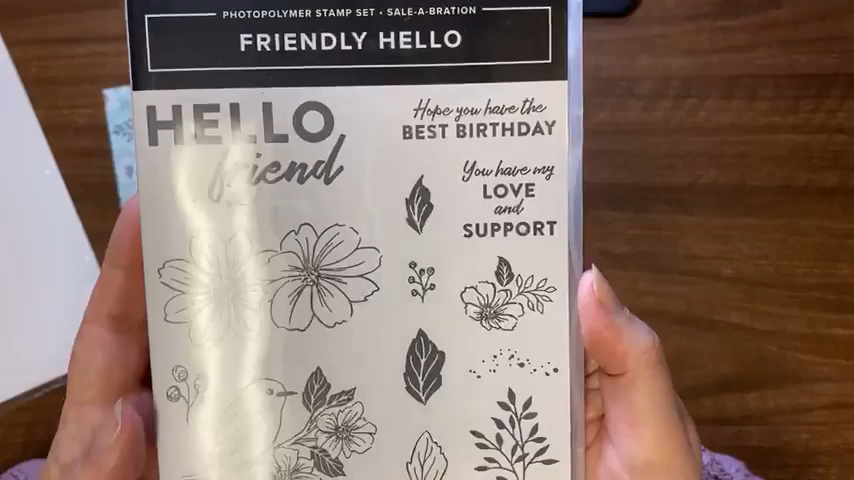 PHOTOPOLYMER STAMP SET • SALE-A-BRATION
FRIENDLY HELLO
HELLO
friend
Hope you have the
BEST BIRTHDAY
You have my
LOVE
and
SUPPORT